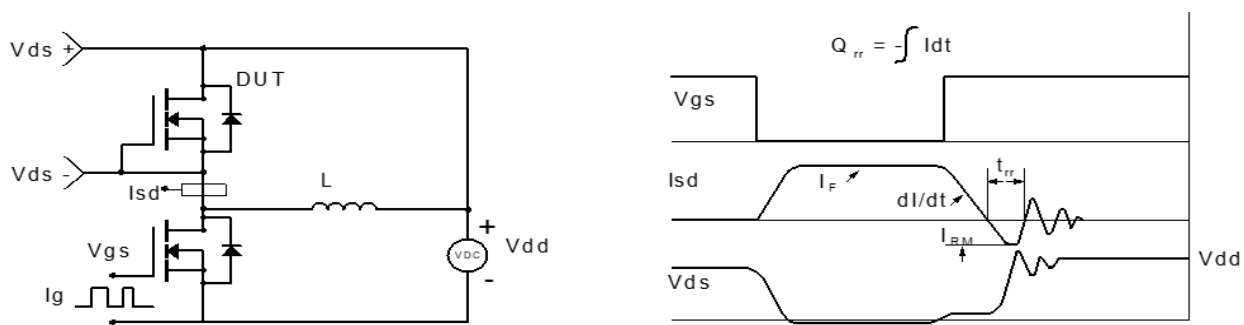 Vds +
DUT
Vds -
Isd
L
Vgs
Ig
+
VDC
-
Vdd
Q rr = -∫ Idt
Vgs
Isd
I F
dI/dt
t rr
I RM
Vds
Vdd